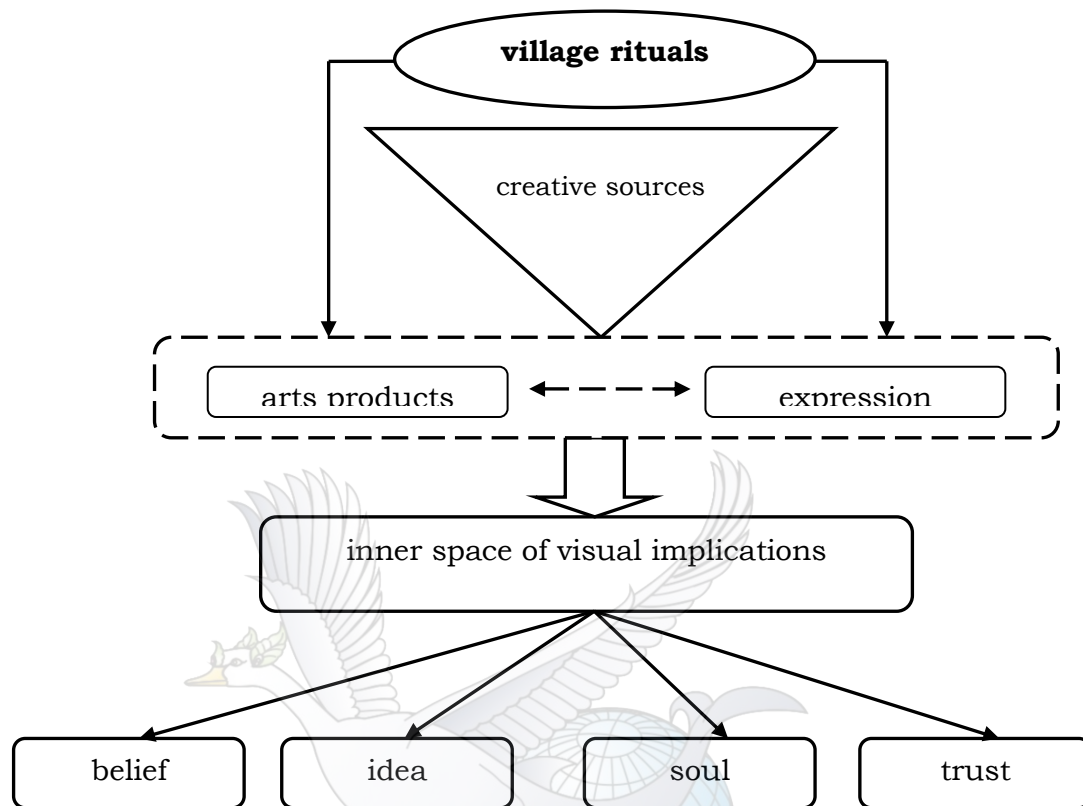 village rituals
creative sources
arts products
expression
inner space of visual implications
belief
idea
soul
trust